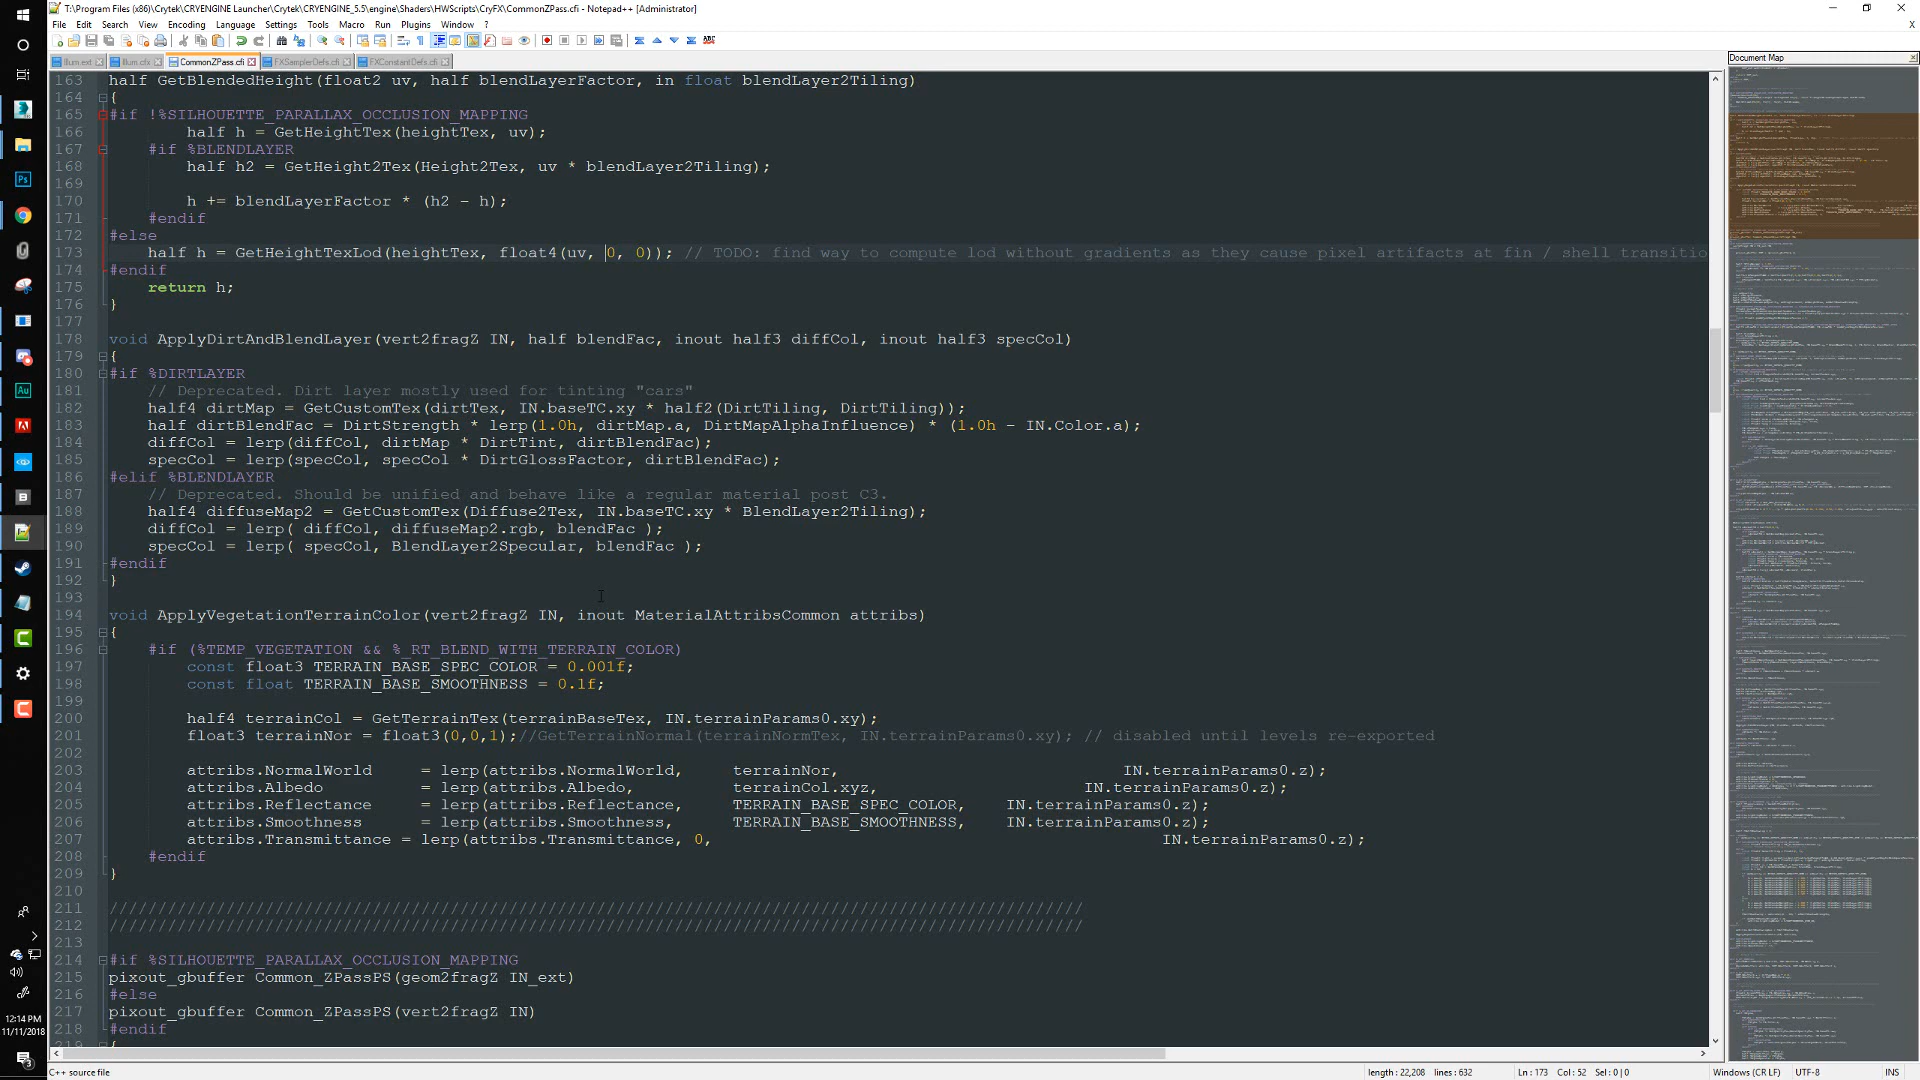 T:\Program Files (x86)\Crytek\CRYENGINE Launcher\Crytek\CRYENGINE_5.5\engine\Shaders\HWScripts\CryFX\CommonZPass.cfi - Notepad++ [Administrator]
File Edit Search View Encoding Language Settings Tools Macro Run Plugins Window ?
X
Illum.ext Illum.cfx CommonZPass.cfi FXSamplerDefs.cfi FXConstantDefs.cfi
Document Map
163 half GetBlendedHeight(float2 uv, half blendLayerFactor, in float blendLayer2Tiling)
164 {
165 #if !%SILHOUETTE_PARALLAX_OCCLUSION_MAPPING
166 half h = GetHeightTex(heightTex, uv);
167 #if %BLENDLAYER
168 half h2 = GetHeight2Tex(Height2Tex, uv * blendLayer2Tiling);
169
170 h += blendLayerFactor * (h2 - h);
171 #endif
172 #else
173 half h = GetHeightTexLod(heightTex, float4(uv, 0, 0)); // TODO: find way to compute lod without gradients as they cause pixel artifacts at fin / shell transitio
174 #endif
175 return h;
176 }
177
178 void ApplyDirtAndBlendLayer(vert2fragZ IN, half blendFac, inout half3 diffCol, inout half3 specCol)
179 {
180 #if %DIRTLAYER
181 // Deprecated. Dirt layer mostly used for tinting "cars"
182 half4 dirtMap = GetCustomTex(dirtTex, IN.baseTC.xy * half2(DirtTiling, DirtTiling));
183 half dirtBlendFac = DirtStrength * lerp(1.0h, dirtMap.a, DirtMapAlphaInfluence) * (1.0h - IN.Color.a);
184 diffCol = lerp(diffCol, dirtMap * DirtTint, dirtBlendFac);
185 specCol = lerp(specCol, specCol * DirtGlossFactor, dirtBlendFac);
186 #elif %BLENDLAYER
187 // Deprecated. Should be unified and behave like a regular material post C3.
188 half4 diffuseMap2 = GetCustomTex(Diffuse2Tex, IN.baseTC.xy * BlendLayer2Tiling);
189 diffCol = lerp( diffCol, diffuseMap2.rgb, blendFac );
190 specCol = lerp( specCol, BlendLayer2Specular, blendFac );
191 #endif
192 }
193
194 void ApplyVegetationTerrainColor(vert2fragZ IN, inout MaterialAttribsCommon attribs)
195 {
196 #if (%TEMP_VEGETATION && %_RT_BLEND_WITH_TERRAIN_COLOR)
197 const float3 TERRAIN_BASE_SPEC_COLOR = 0.001f;
198 const float TERRAIN_BASE_SMOOTHNESS = 0.1f;
199
200 half4 terrainCol = GetTerrainTex(terrainBaseTex, IN.terrainParams0.xy);
201 float3 terrainNor = float3(0,0,1);//GetTerrainNormal(terrainNormTex, IN.terrainParams0.xy); // disabled until levels re-exported
202
203 attribs.NormalWorld = lerp(attribs.NormalWorld, terrainNor, IN.terrainParams0.z);
204 attribs.Albedo = lerp(attribs.Albedo, terrainCol.xyz, IN.terrainParams0.z);
205 attribs.Reflectance = lerp(attribs.Reflectance, TERRAIN_BASE_SPEC_COLOR, IN.terrainParams0.z);
206 attribs.Smoothness = lerp(attribs.Smoothness, TERRAIN_BASE_SMOOTHNESS, IN.terrainParams0.z);
207 attribs.Transmittance = lerp(attribs.Transmittance, 0, IN.terrainParams0.z);
208 #endif
209 }
210
211 ////////////////////////////////////////////////////////////////////////////////////////////////////
212 ////////////////////////////////////////////////////////////////////////////////////////////////////
213
214 #if %SILHOUETTE_PARALLAX_OCCLUSION_MAPPING
215 pixout_gbuffer Common_ZPassPS(geom2fragZ IN_ext)
216 #else
217 pixout_gbuffer Common_ZPassPS(vert2fragZ IN)
218 #endif
219 {
Ps
Au
B
12:14 PM
11/11/2018
3
C++ source file length : 22,208 lines : 632 Ln : 173 Col : 52 Sel : 0 | 0 Windows (CR LF) UTF-8 INS